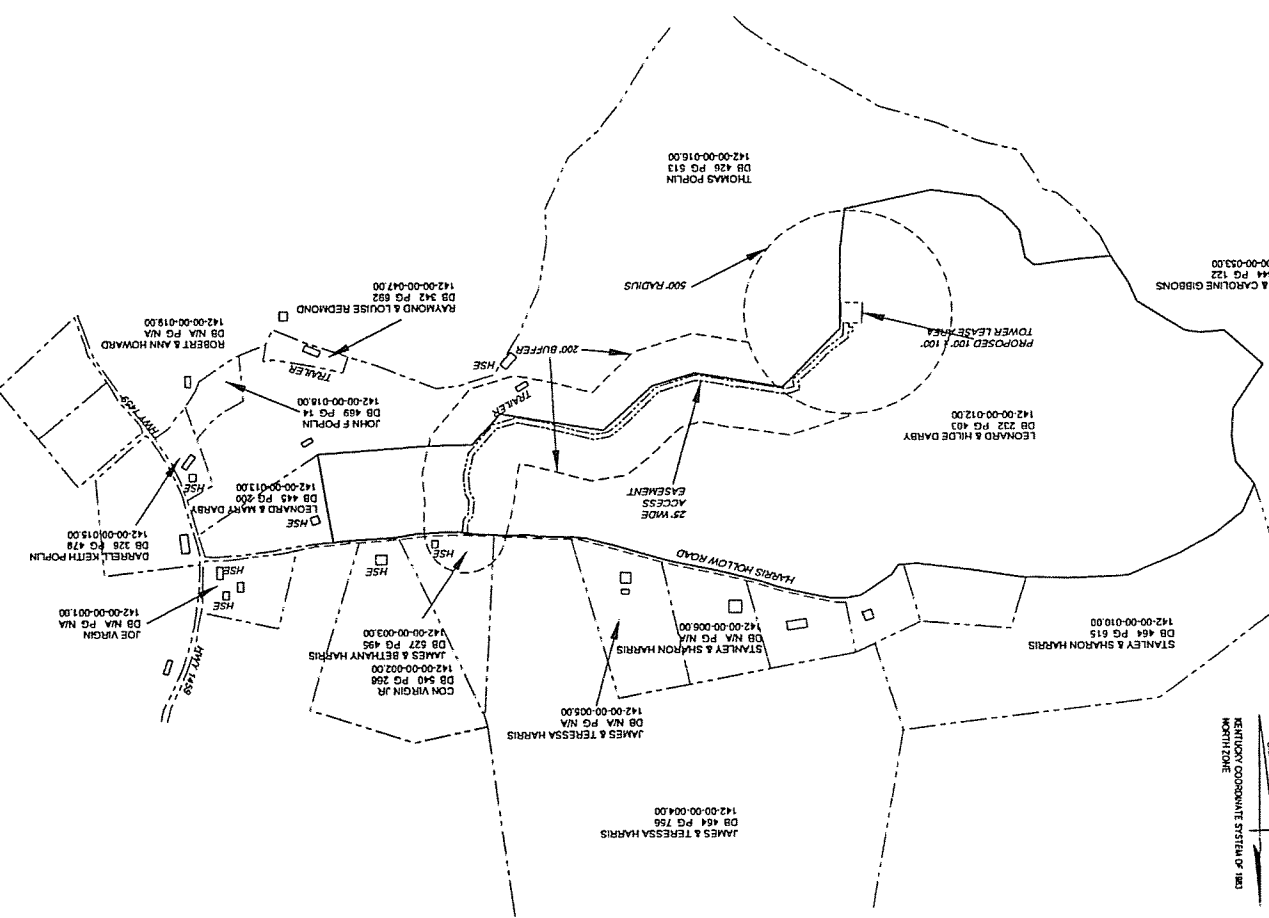 JAMES & TERESSA HARRIS
DB 464 PG 756
142-00-00-004.00
KENTUCKY COORDINATE SYSTEM OF 1983
NORTH ZONE
JAMES & TERESSA HARRIS
DB N/A PG N/A
142-00-00-005.00
HWY 1459
STANLEY & SHARON HARRIS
DB 464 PG 615
142-00-00-010.00
STANLEY & SHARON HARRIS
DB N/A PG N/A
142-00-00-006.00
CON VIRGIN JR
DB 540 PG 268
142-00-00-002.00
JAMES & BETHANY HARRIS
DB 527 PG 495
142-00-00-003.00
JOE VIRGIN
DB N/A PG N/A
142-00-00-001.00
HSE
HSE
HARRIS HOLLOW ROAD
HSE
HSE
DARRELL KEITH POPLIN
DB 326 PG 479
142-00-00-015.00
HSE
LEONARD & MARY DARBY
DB 445 PG 200
142-00-00-013.00
HSE
25' WIDE
ACCESS
EASEMENT
LEONARD & HILDE DARBY
DB 232 PG 403
142-00-00-012.00
JOHN F POPLIN
DB 469 PG 14
142-00-00-018.00
HWY 1459
TRAILER
TRAILER
HSE
200' BUFFER
PROPOSED 100' x 100'
TOWER LEASE AREA
ROBERT & ANN HOWARD
DB N/A PG N/A
142-00-00-019.00
RAYMOND & LOUISE REDMOND
DB 342 PG 692
142-00-00-047.00
500' RADIUS
& CAROLINE GIBBONS
44 PG 122
00-00-053.00
THOMAS POPLIN
DB 426 PG 513
142-00-00-016.00